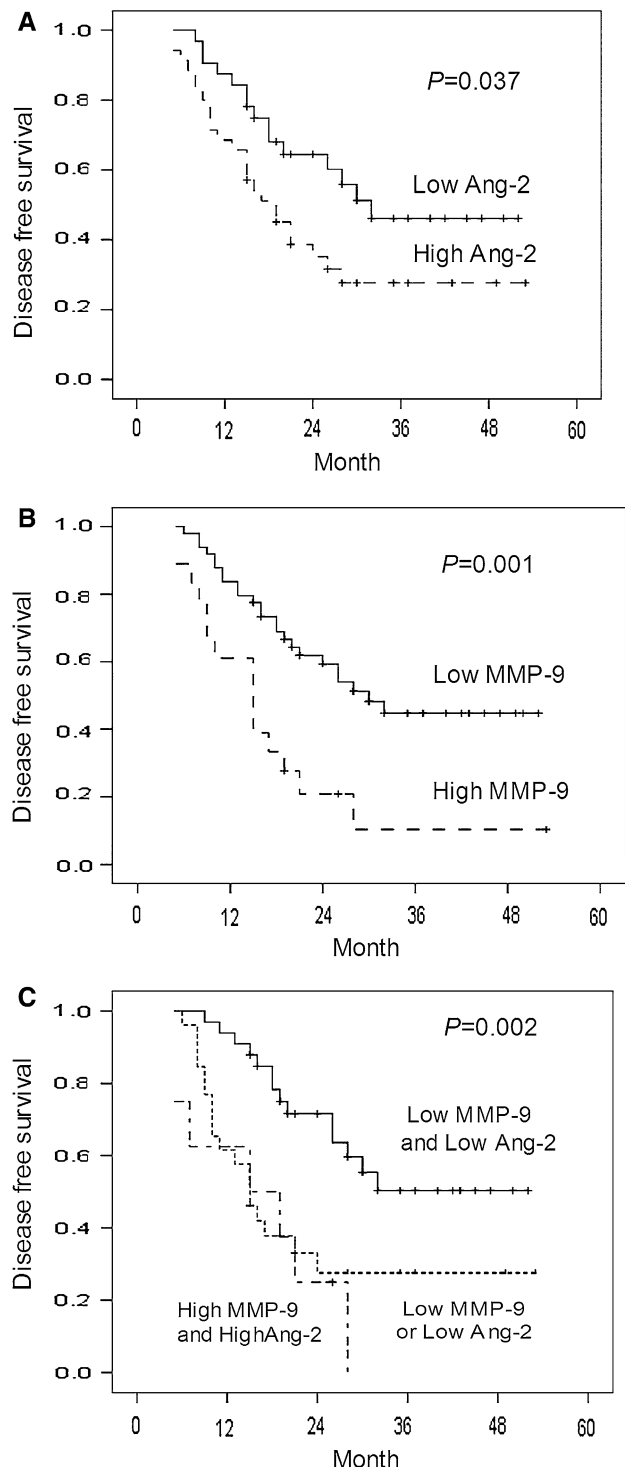 A
1.0
0.8
0.6
0.4
0.2
0.0
Disease free survival
P=0.037
Low Ang-2
High Ang-2
0 12 24 36 48 60
Month
B
1.0
0.8
0.6
0.4
0.2
0.0
Disease free survival
P=0.001
Low MMP-9
High MMP-9
0 12 24 36 48 60
Month
C
1.0
0.8
0.6
0.4
0.2
0.0
Disease free survival
P=0.002
Low MMP-9
and Low Ang-2
High MMP-9
and HighAng-2
Low MMP-9
or Low Ang-2
0 12 24 36 48 60
Month